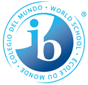 COLEGIO DEL MUNDO • WORLD SCHOOL • ÉCOLE DU MONDE •
ib
®